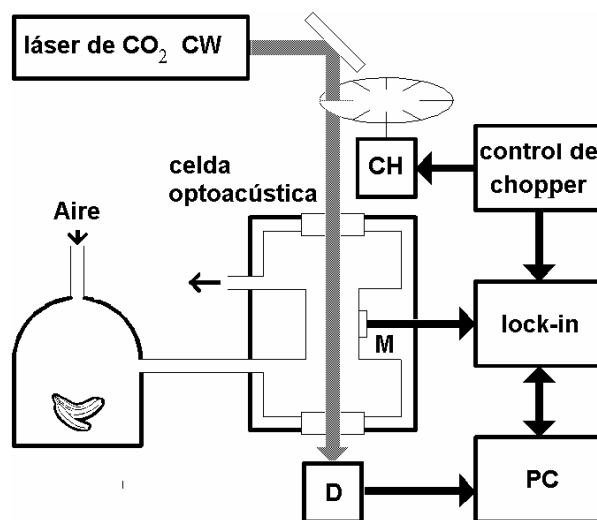 láser de CO₂ CW
celda
optoacústica
Aire
CH
control de
chopper
M
lock-in
D
PC